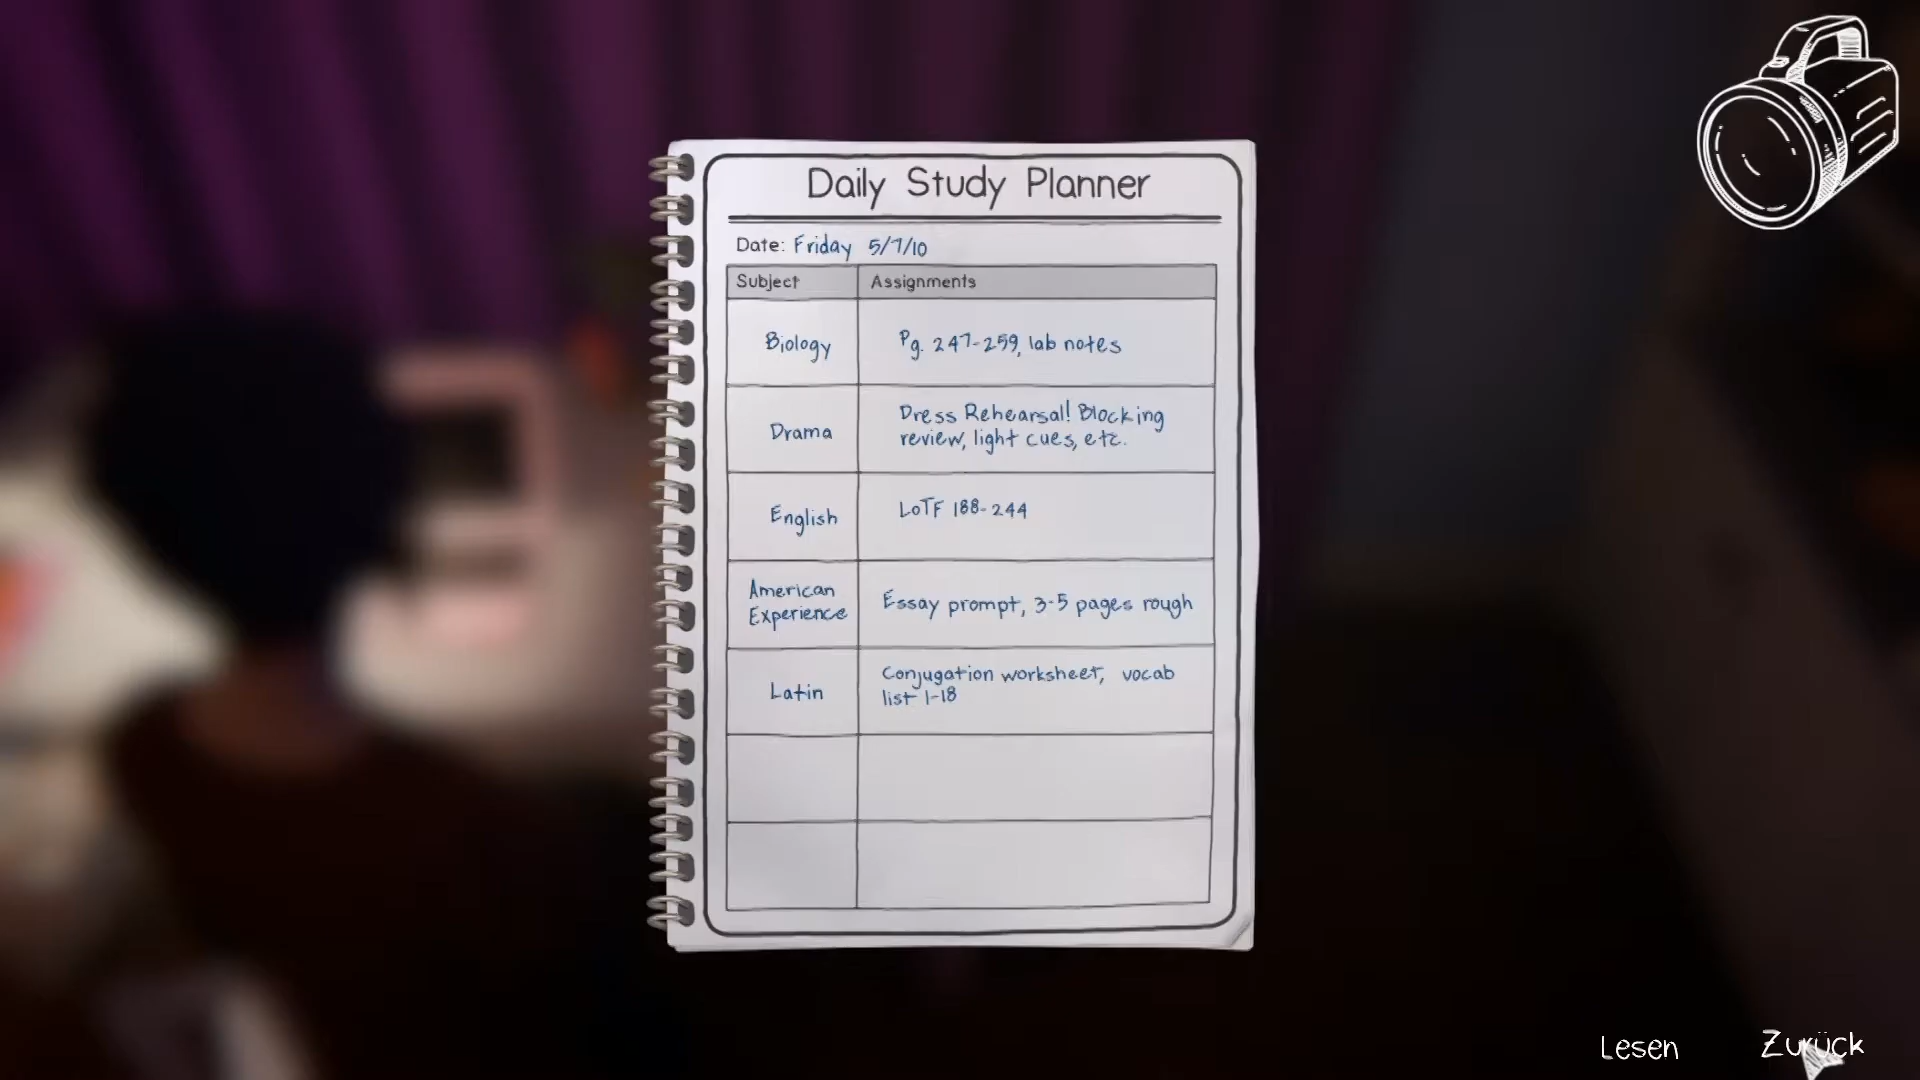 Daily Study Planner
Date: Friday 5/7/10
Subject Assignments
Biology Pg. 247-259, lab notes
Drama Dress Rehearsal! Blocking
review, light cues, etc.
English LoTF 188-244
American
Experience Essay prompt, 3-5 pages rough
Latin Conjugation worksheet, vocab
list 1-18
Lesen Zurück